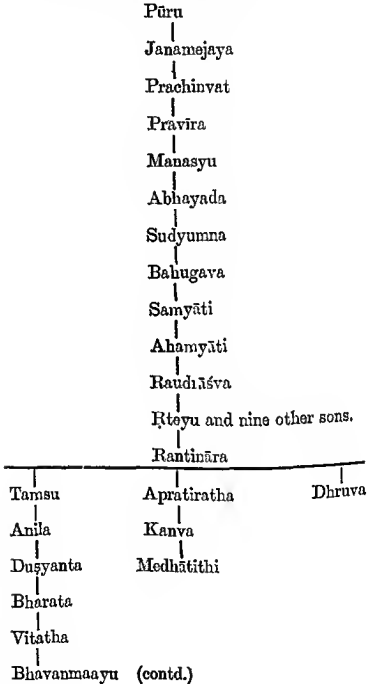 Pūru
Janamejaya
Prachinvat
Pravīra
Manasyu
Abhayada
Sudyumna
Bahugava
Samyāti
Ahamyāti
Raudrāśva
Ṛteyu and nine other sons.
Rantināra
Tamsu Apratiratha Dhruva
Anila Kanva
Duṣyanta Medhātithi
Bharata
Vitatha
Bhavanmaayu (contd.)